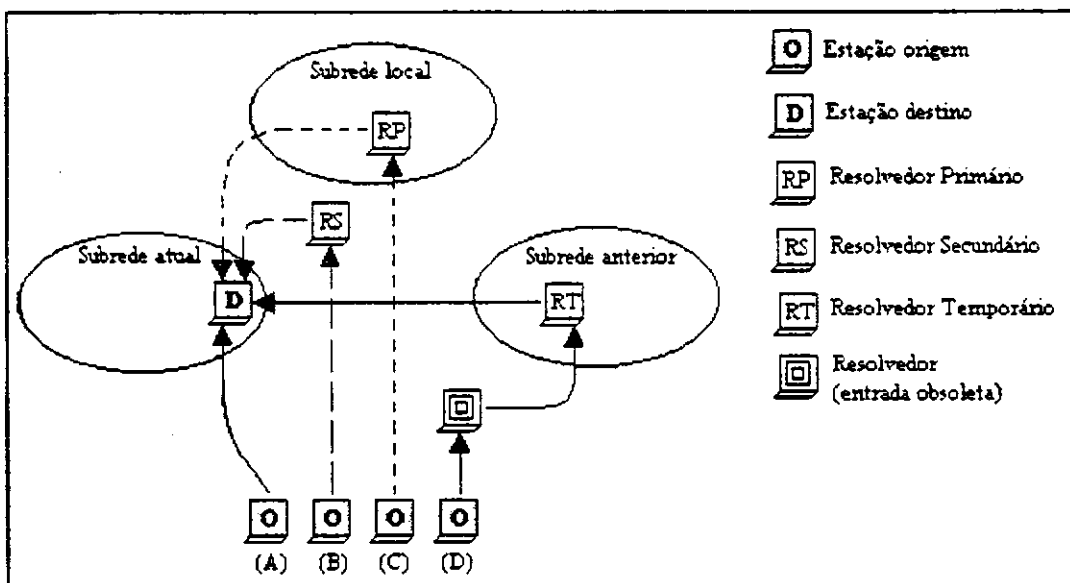 Subrede local
RP
RS
Subrede atual
D
Subrede anterior
RT
O
O
O
O
(A)
(B)
(C)
(D)
O Estação origem
D Estação destino
RP Resolvedor Primário
RS Resolvedor Secundário
RT Resolvedor Temporário
Resolvedor
(entrada obsoleta)